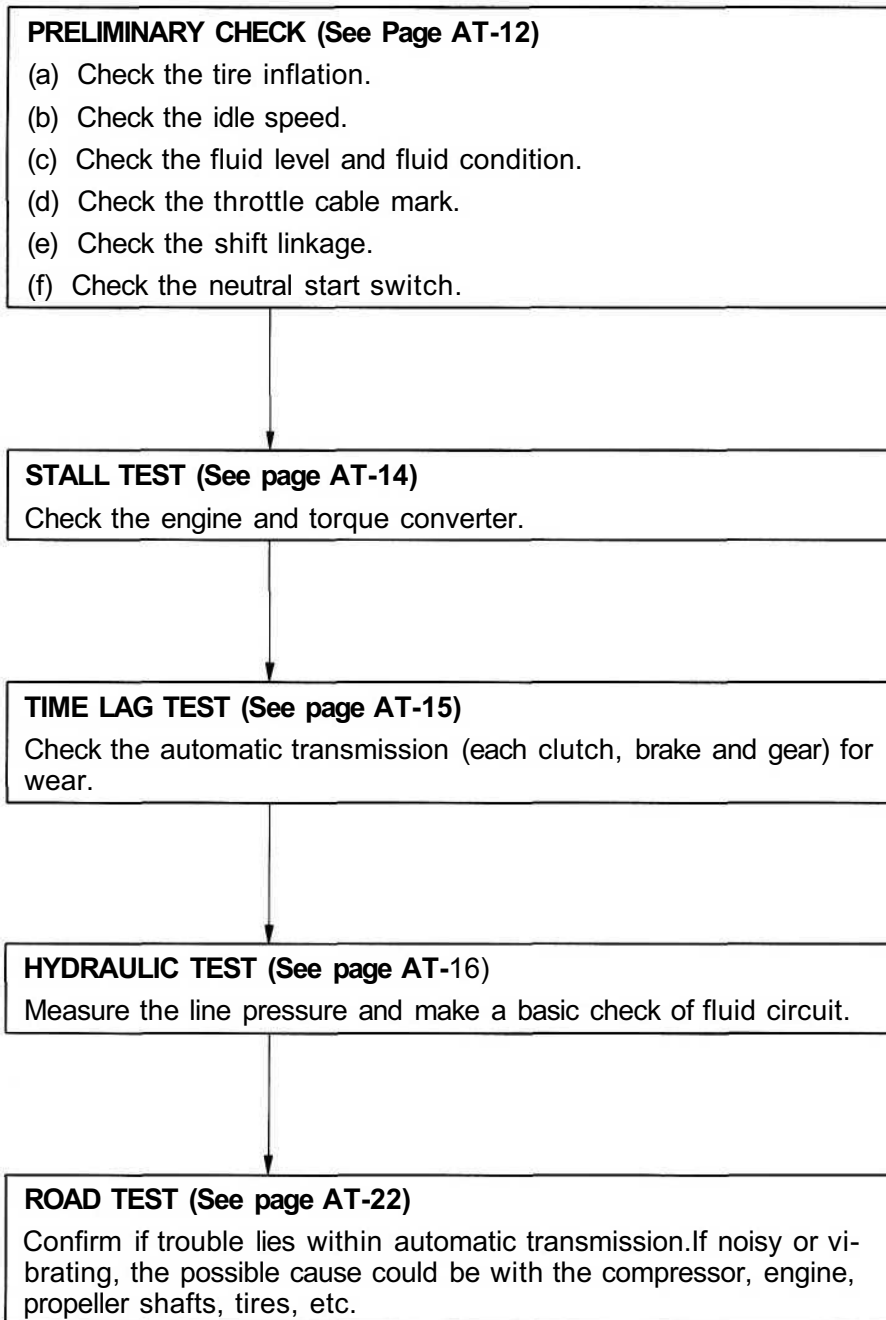 PRELIMINARY CHECK (See Page AT-12)
(a) Check the tire inflation.
(b) Check the idle speed.
(c) Check the fluid level and fluid condition.
(d) Check the throttle cable mark.
(e) Check the shift linkage.
(f) Check the neutral start switch.
STALL TEST (See page AT-14)
Check the engine and torque converter.
TIME LAG TEST (See page AT-15)
Check the automatic transmission (each clutch, brake and gear) for
wear.
HYDRAULIC TEST (See page AT-16)
Measure the line pressure and make a basic check of fluid circuit.
ROAD TEST (See page AT-22)
Confirm if trouble lies within automatic transmission.If noisy or vi-
brating, the possible cause could be with the compressor, engine,
propeller shafts, tires, etc.